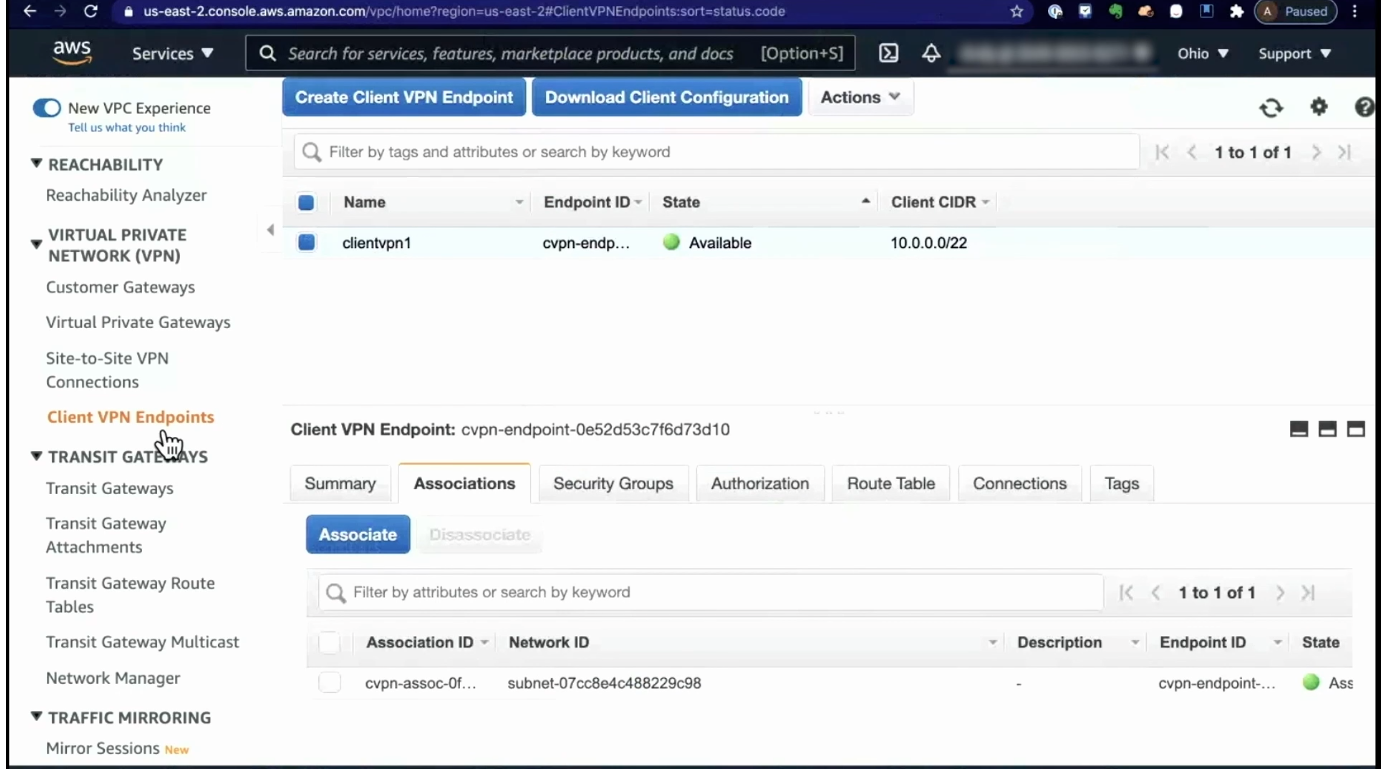 us-east-2.console.aws.amazon.com/vpc/home?region=us-east-2#ClientVPNEndpoints:sort=status.code
A Paused
aws Services Search for services, features, marketplace products, and docs [Option+S] Ohio Support
New VPC Experience
Tell us what you think
REACHABILITY
Reachability Analyzer
VIRTUAL PRIVATE
NETWORK (VPN)
Customer Gateways
Virtual Private Gateways
Site-to-Site VPN
Connections
Client VPN Endpoints
TRANSIT GATEWAYS
Transit Gateways
Transit Gateway
Attachments
Transit Gateway Route
Tables
Transit Gateway Multicast
Network Manager
TRAFFIC MIRRORING
Mirror Sessions New
Create Client VPN Endpoint Download Client Configuration Actions
Filter by tags and attributes or search by keyword 1 to 1 of 1
Name Endpoint ID State Client CIDR
clientvpn1 cvpn-endp... Available 10.0.0.0/22
Client VPN Endpoint: cvpn-endpoint-0e52d53c7f6d73d10
Summary Associations Security Groups Authorization Route Table Connections Tags
Associate Disassociate
Filter by attributes or search by keyword 1 to 1 of 1
Association ID Network ID Description Endpoint ID State
cvpn-assoc-0f... subnet-07cc8e4c488229c98 - cvpn-endpoint-... Ass